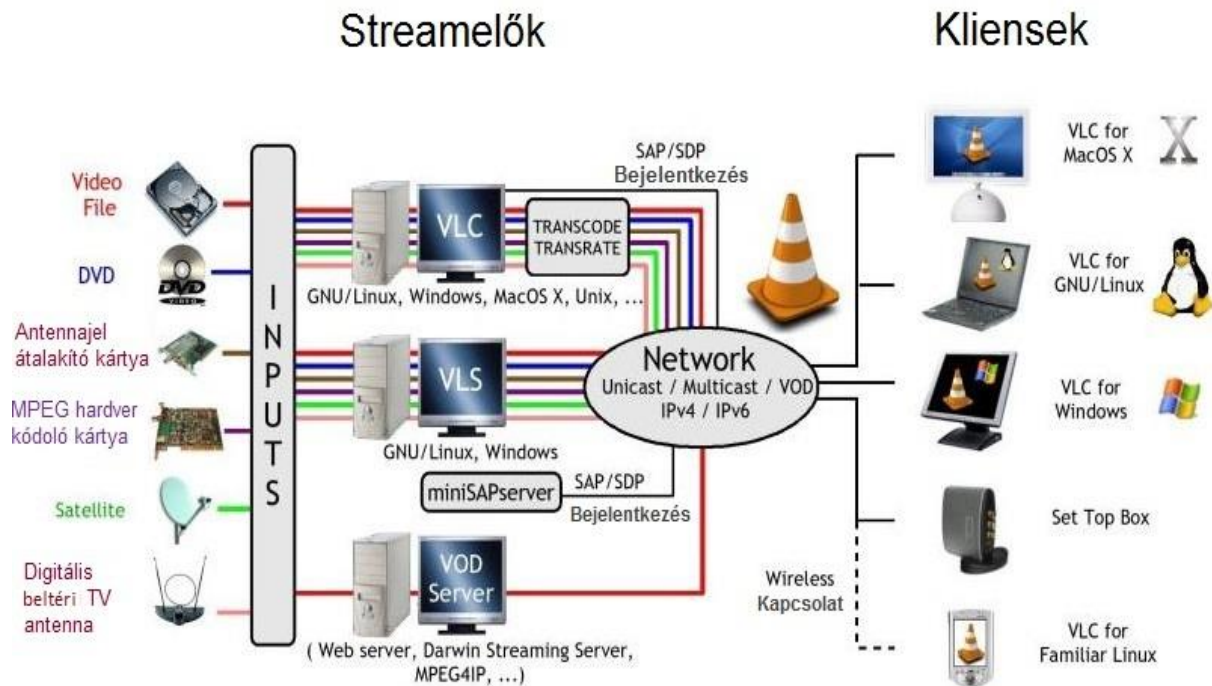 Streamelők
Kliensek
Video
File
DVD
DVD
VIDEO
Antennajel
átalakító kártya
MPEG hardver
kódoló kártya
Satellite
Digitális
beltéri TV
antenna
INPUTS
VLC
GNU/Linux, Windows, MacOS X, Unix, ...
TRANSCODE
TRANSRATE
SAP/SDP
Bejelentkezés
VLS
GNU/Linux, Windows
Network
Unicast / Multicast / VOD
IPv4 / IPv6
miniSAPserver
SAP/SDP
Bejelentkezés
VOD
Server
( Web server, Darwin Streaming Server,
MPEG4IP, ...)
Wireless
Kapcsolat
VLC for
MacOS X
X
VLC for
GNU/Linux
VLC for
Windows
Set Top Box
VLC for
Familiar Linux